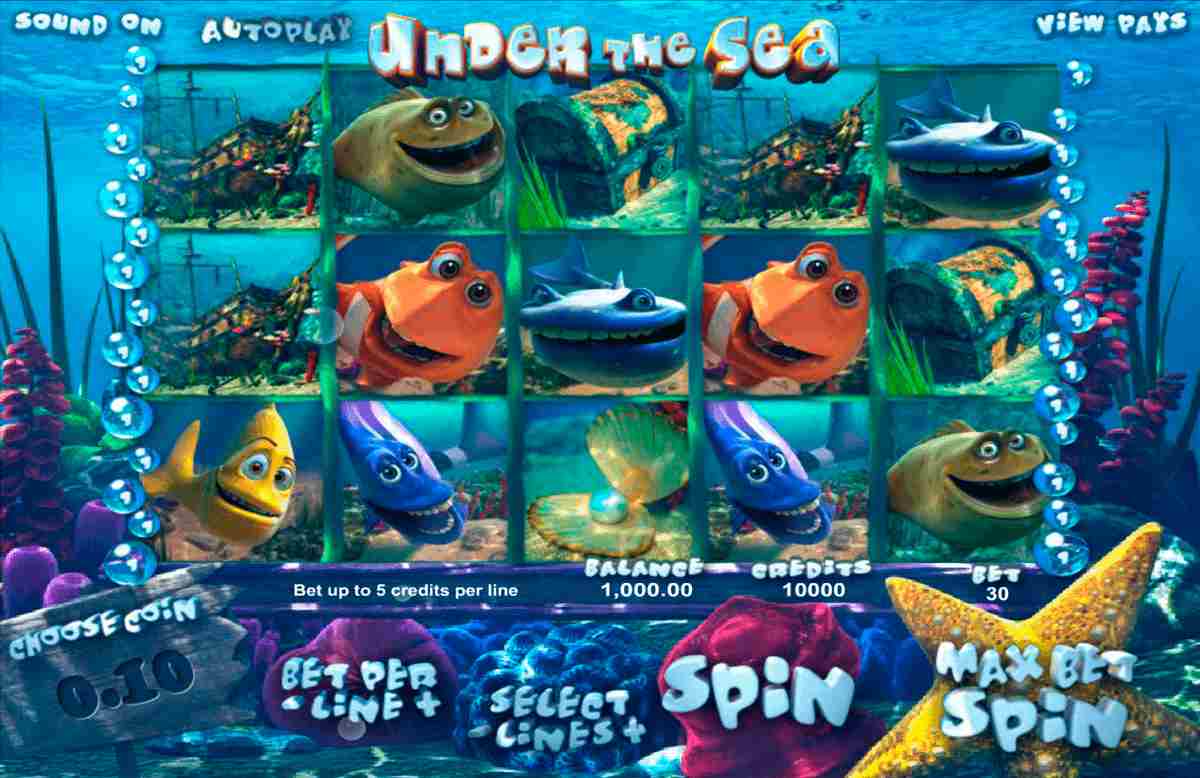 SOUND ON
AUTOPLAY
UNDER THE SEA
VIEW PAYS
Bet up to 5 credits per line
BALANCE
1,000.00
CREDITS
10000
BET
30
CHOOSE COIN
0.10
BET PER
- LINE +
SELECT
- LINES +
SPIN
MAX BET
SPIN